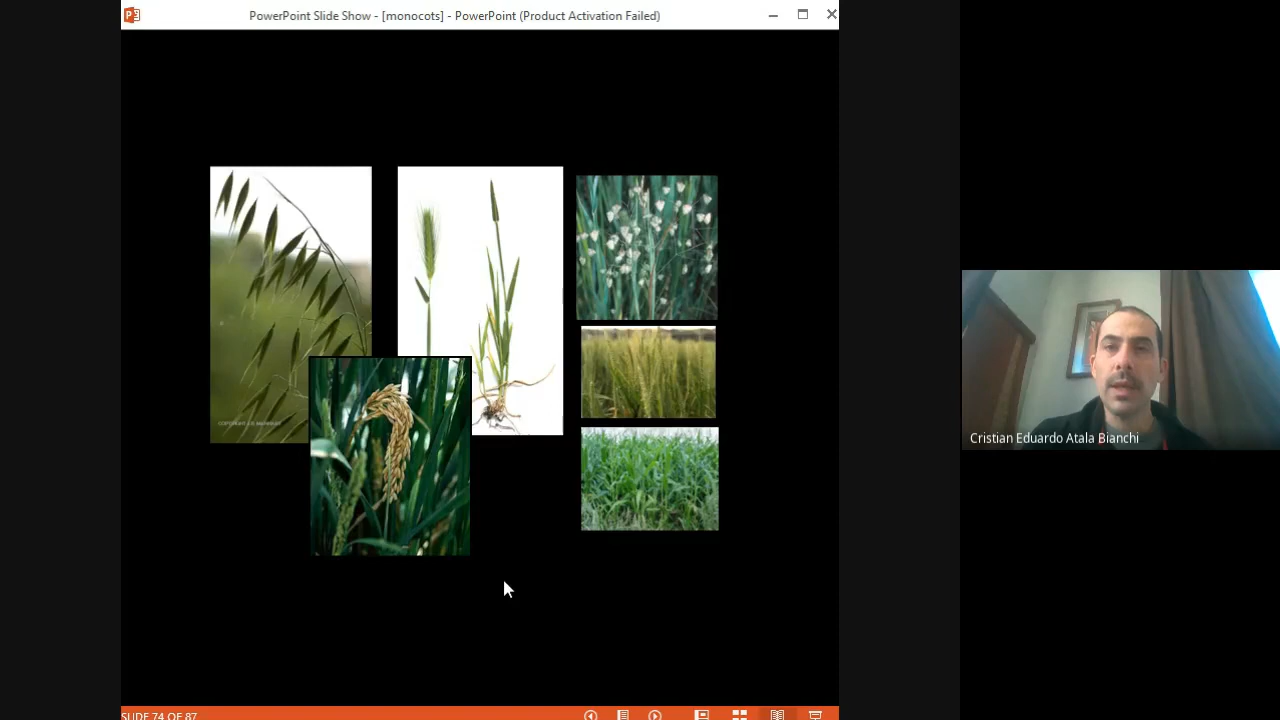 PowerPoint Slide Show - [monocots] - PowerPoint (Product Activation Failed)
Cristian Eduardo Atala Bianchi
SLIDE 74 OF 87